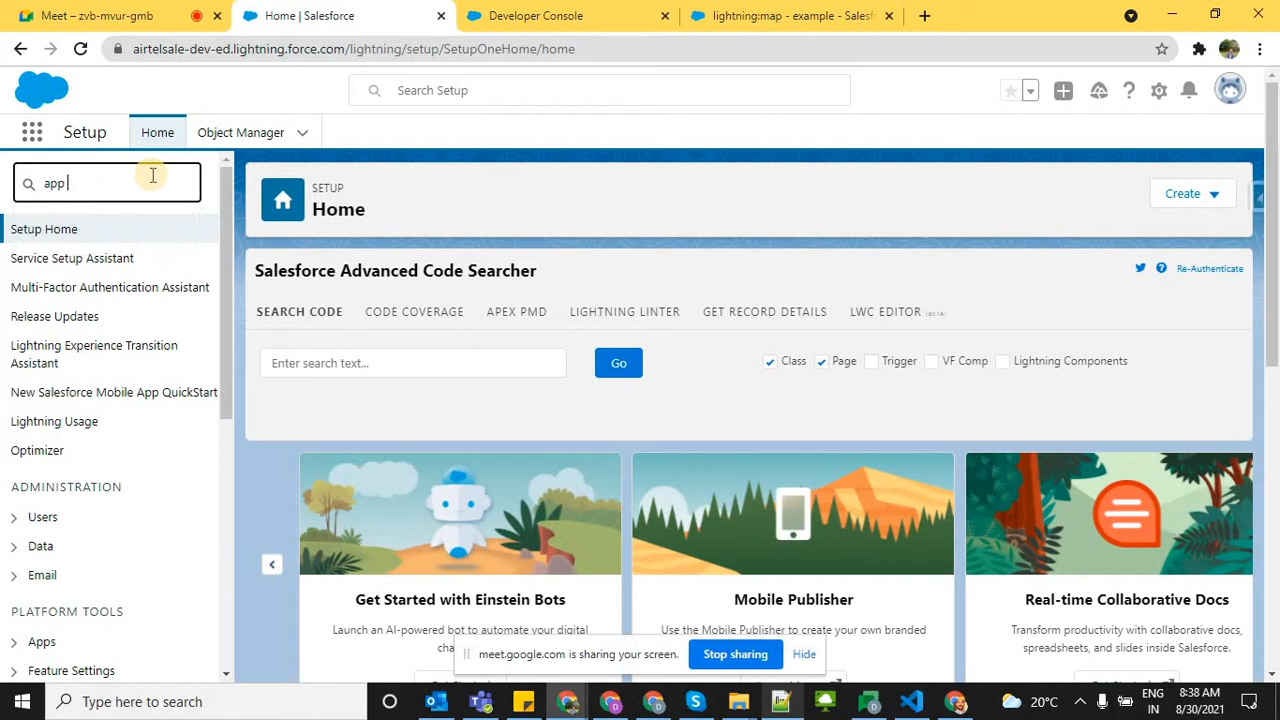 Meet – zvb-mvur-gmb
Home | Salesforce
Developer Console
lightning:map - example - Salesf
airtelsale-dev-ed.lightning.force.com/lightning/setup/SetupOneHome/home
Search Setup
Setup
Home
Object Manager
app
Setup Home
Service Setup Assistant
Multi-Factor Authentication Assistant
Release Updates
Lightning Experience Transition
Assistant
New Salesforce Mobile App QuickStart
Lightning Usage
Optimizer
ADMINISTRATION
Users
Data
Email
PLATFORM TOOLS
Apps
Feature Settings
SETUP
Home
Create
Salesforce Advanced Code Searcher
Re-Authenticate
SEARCH CODE
CODE COVERAGE
APEX PMD
LIGHTNING LINTER
GET RECORD DETAILS
LWC EDITOR (BETA)
Enter search text...
Go
Class
Page
Trigger
VF Comp
Lightning Components
Get Started with Einstein Bots
Launch an AI-powered bot to automate your digital
Mobile Publisher
Use the Mobile Publisher to create your own branded
Real-time Collaborative Docs
Transform productivity with collaborative docs,
slides, and spreadsheets inside Salesforce.
meet.google.com is sharing your screen.
Stop sharing
Hide
Type here to search
20°C
ENG
IN
8:38 AM
8/30/2021